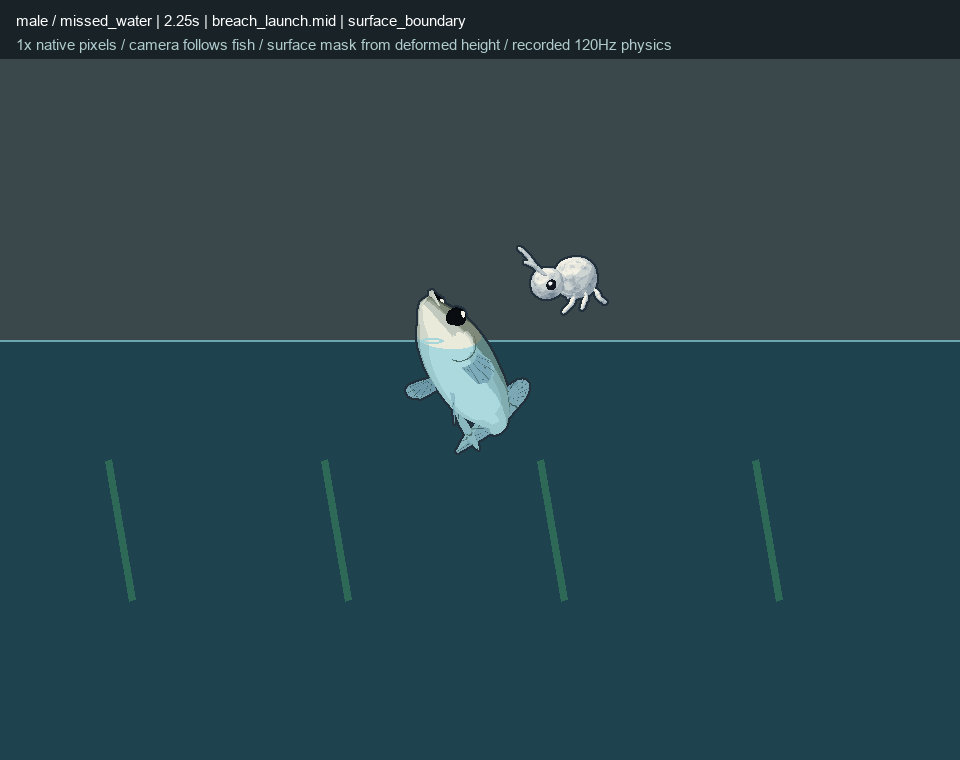 male / missed_water | 2.25s | breach_launch.mid | surface_boundary
1x native pixels / camera follows fish / surface mask from deformed height / recorded 120Hz physics